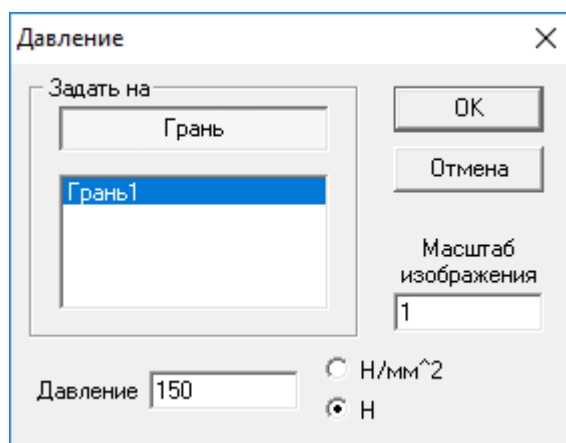 Давление
Задать на
Грань
OK
Грань1
Отмена
Масштаб
изображения
1
Давление 150
Н/мм^2
Н